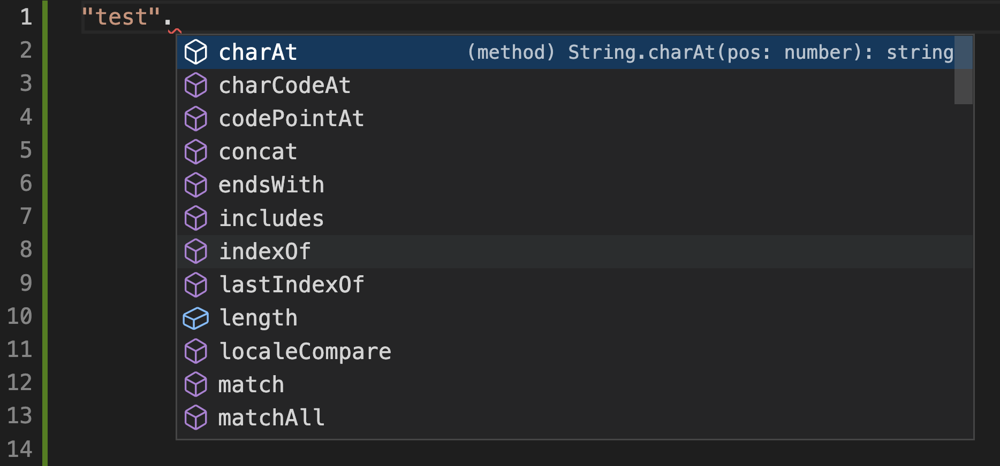 1 "test".
2 charAt (method) String.charAt(pos: number): string
3 charCodeAt
4 codePointAt
5 concat
6 endsWith
7 includes
8 indexOf
9 lastIndexOf
10 length
11 localeCompare
12 match
13 matchAll
14